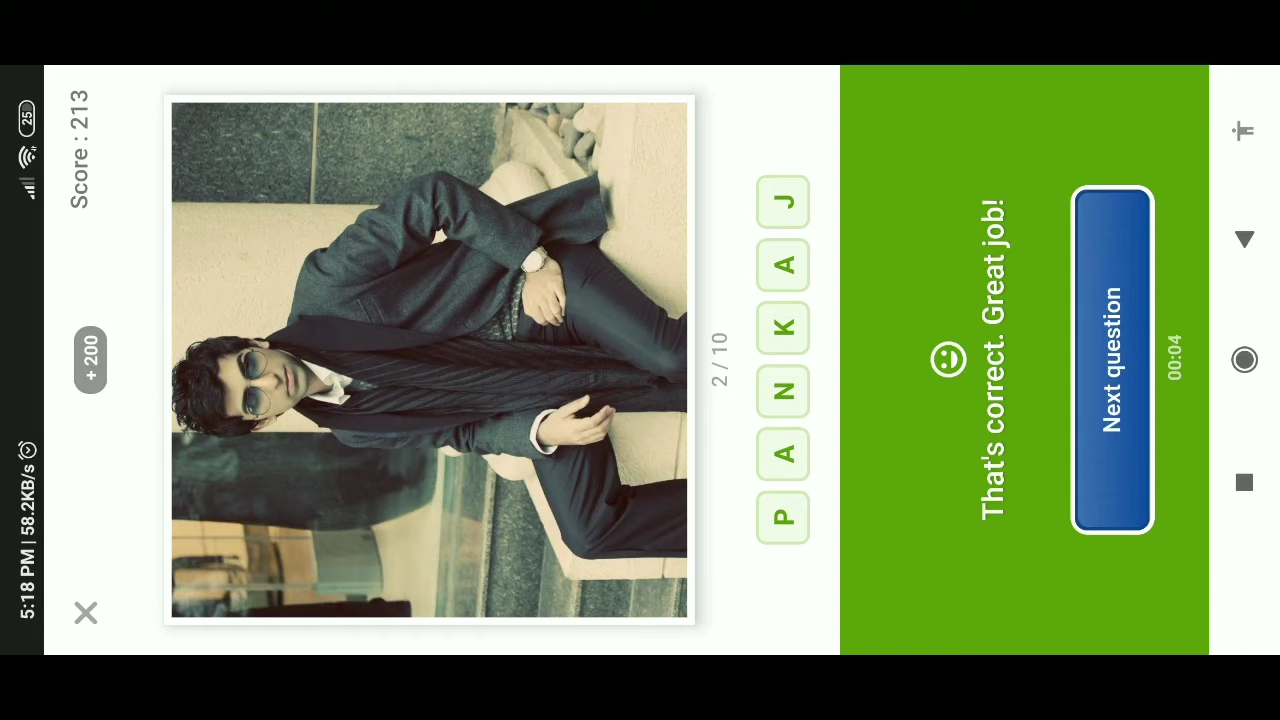 5:18 PM | 58.2KB/s
25
Score : 213
+ 200
2 / 10
PANKAJ
That's correct. Great job!
Next question
00:04